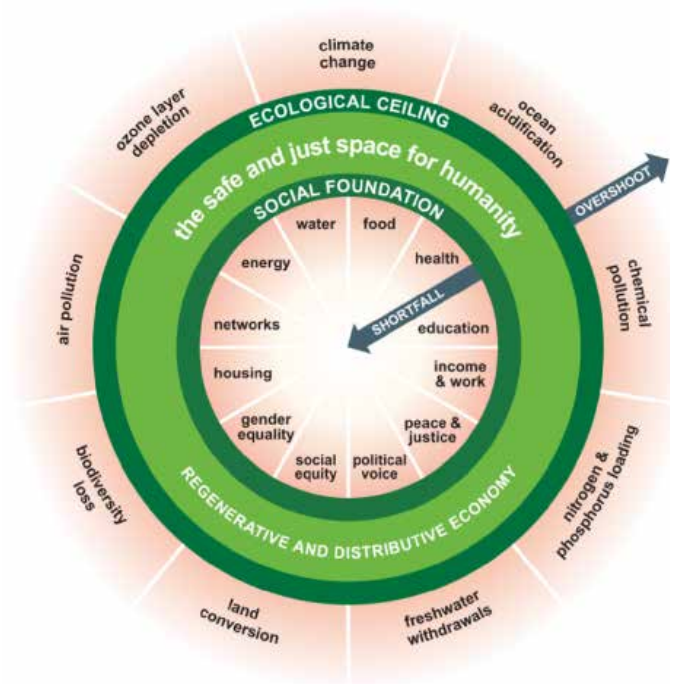 climate
change
ozone layer
depletion
ocean
acidification
ECOLOGICAL CEILING
the safe and just space for humanity
OVERSHOOT
SOCIAL FOUNDATION
water
food
energy
health
SHORTFALL
air pollution
chemical
pollution
networks
education
housing
income
& work
gender
equality
peace &
justice
social
equity
political
voice
biodiversity
loss
nitrogen &
phosphorus loading
REGENERATIVE AND DISTRIBUTIVE ECONOMY
land
conversion
freshwater
withdrawals